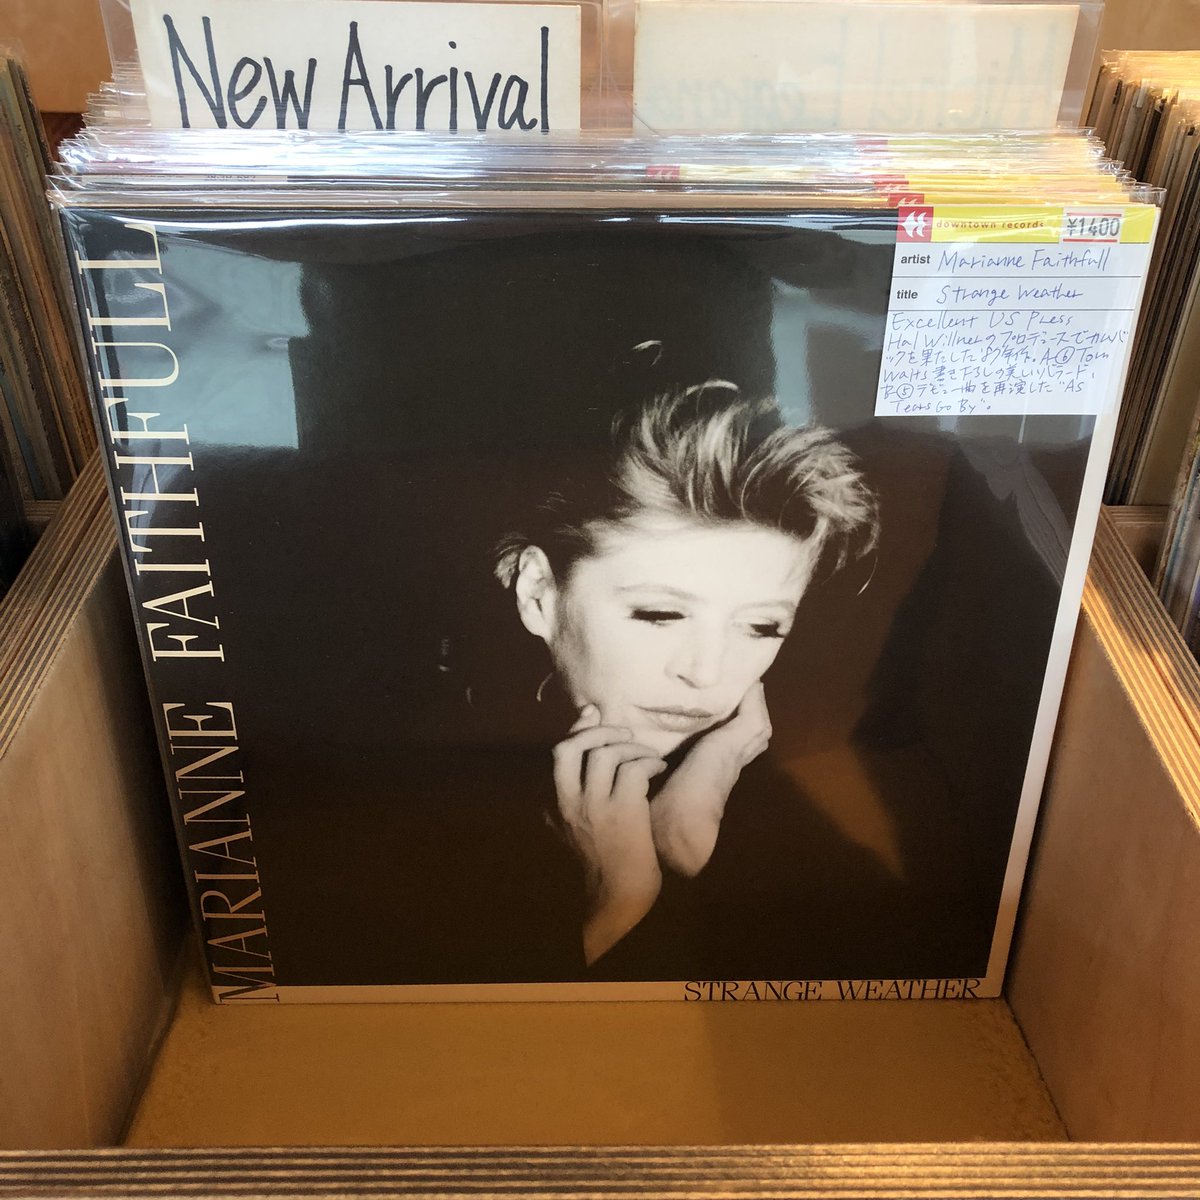 New Arrival
downtown records
¥1400
artist Marianne Faithfull
title Strange Weather
Excellent US Press
Hal Willnerのプロデュースでカムバ
ックを果たした'87年作。A-⑥ Tom
Waits書き下ろしの美しいバラード、
B-⑤デビュー曲を再演した"As
Tears Go By"。
MARIANNE FAITHFULL
STRANGE WEATHER